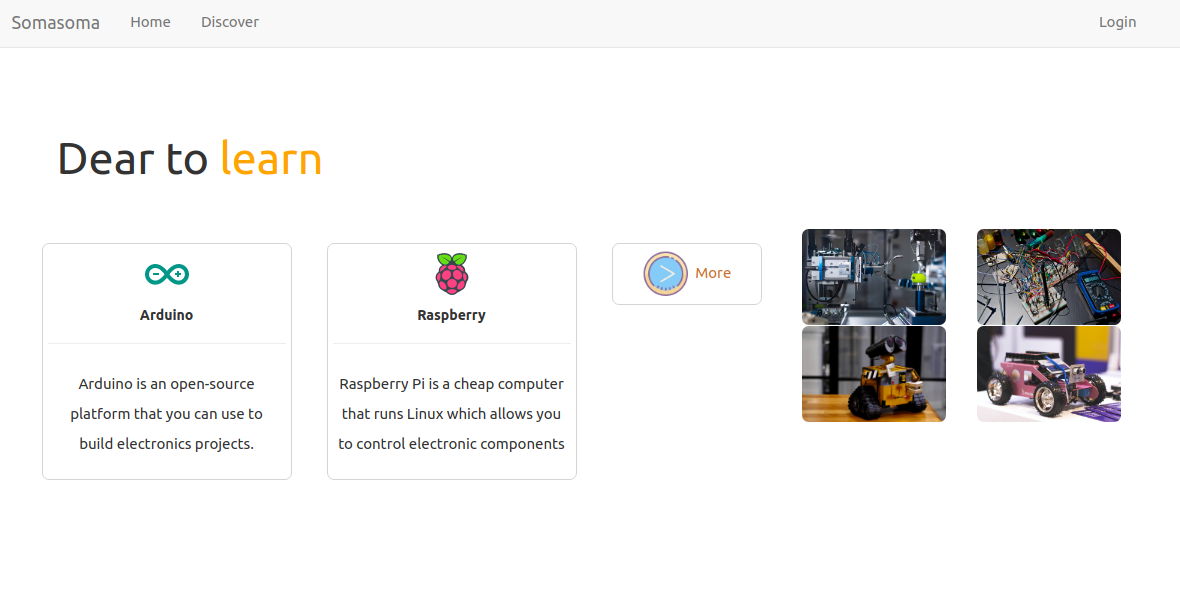 Somasoma Home Discover Login
Dear to learn
Arduino
Arduino is an open-source
platform that you can use to
build electronics projects.
Raspberry
Raspberry Pi is a cheap computer
that runs Linux which allows you
to control electronic components
More